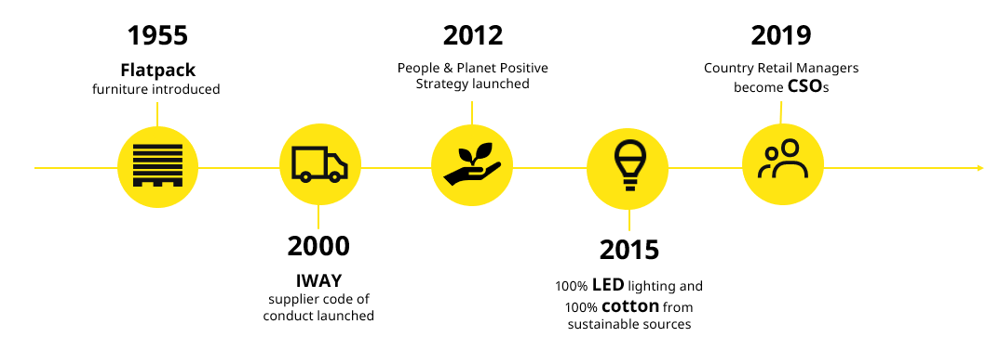 1955
Flatpack
furniture introduced
2000
IWAY
supplier code of
conduct launched
2012
People & Planet Positive
Strategy launched
2015
100% LED lighting and
100% cotton from
sustainable sources
2019
Country Retail Managers
become CSOs